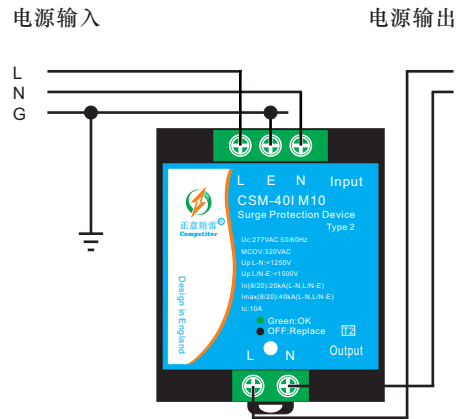 电源输入
电源输出
L
N
G
L E N Input
CSM-40I M10
Surge Protection Device
Type 2
正意防雷®
Competitor
Uc:277VAC 50/60Hz
MCOV:320VAC
Up L-N:<1250V
Up L/N-E:<1500V
In(8/20):20kA(L-N,L/N-E)
Imax(8/20):40kA(L-N,L/N-E)
Ic:10A
Green:OK
OFF:Replace
T2
Design in England
L N Output